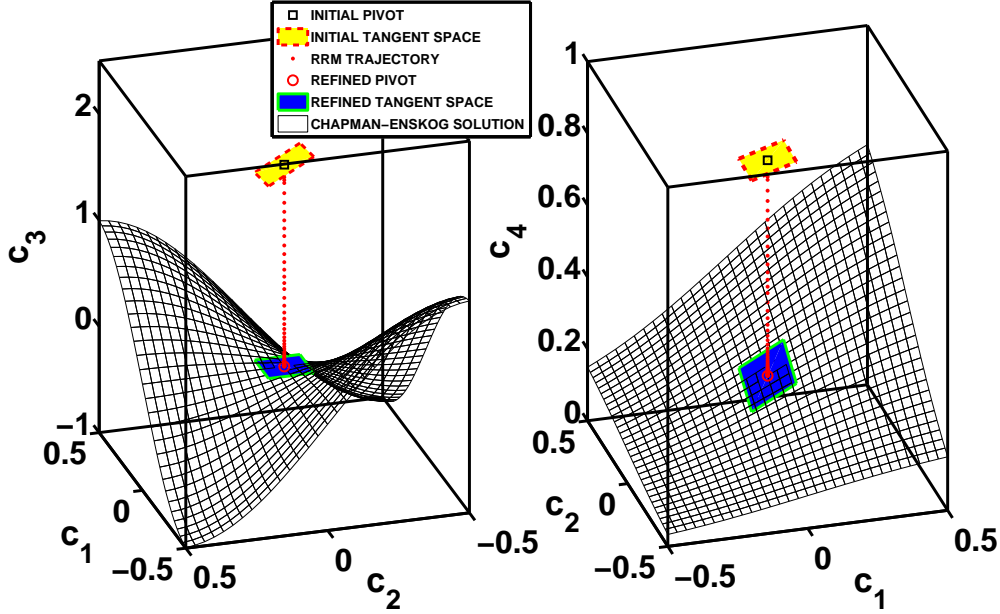 INITIAL PIVOT
INITIAL TANGENT SPACE
RRM TRAJECTORY
REFINED PIVOT
REFINED TANGENT SPACE
CHAPMAN−ENSKOG SOLUTION
2
1
0
−1
c3
0.5
0
−0.5
c1
0.5
0
−0.5
c2
1
0.8
0.6
0.4
0.2
0
c4
0.5
0
−0.5
c2
−0.5
0
0.5
c1